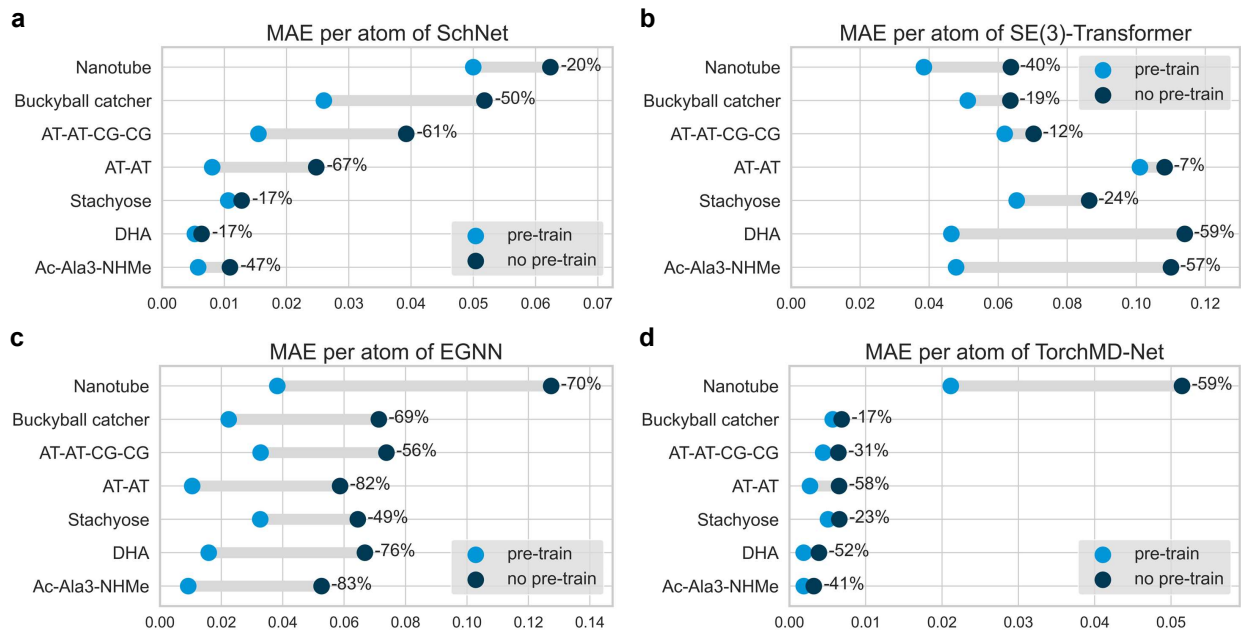 a
MAE per atom of SchNet
Nanotube
-20%
Buckyball catcher
-50%
AT-AT-CG-CG
-61%
AT-AT
-67%
Stachyose
-17%
DHA
-17%
Ac-Ala3-NHMe
-47%
pre-train
no pre-train
0.00 0.01 0.02 0.03 0.04 0.05 0.06 0.07
b
MAE per atom of SE(3)-Transformer
Nanotube
-40%
Buckyball catcher
-19%
AT-AT-CG-CG
-12%
AT-AT
-7%
Stachyose
-24%
DHA
-59%
Ac-Ala3-NHMe
-57%
pre-train
no pre-train
0.00 0.02 0.04 0.06 0.08 0.10 0.12
c
MAE per atom of EGNN
Nanotube
-70%
Buckyball catcher
-69%
AT-AT-CG-CG
-56%
AT-AT
-82%
Stachyose
-49%
DHA
-76%
Ac-Ala3-NHMe
-83%
pre-train
no pre-train
0.00 0.02 0.04 0.06 0.08 0.10 0.12 0.14
d
MAE per atom of TorchMD-Net
Nanotube
-59%
Buckyball catcher
-17%
AT-AT-CG-CG
-31%
AT-AT
-58%
Stachyose
-23%
DHA
-52%
Ac-Ala3-NHMe
-41%
pre-train
no pre-train
0.00 0.01 0.02 0.03 0.04 0.05